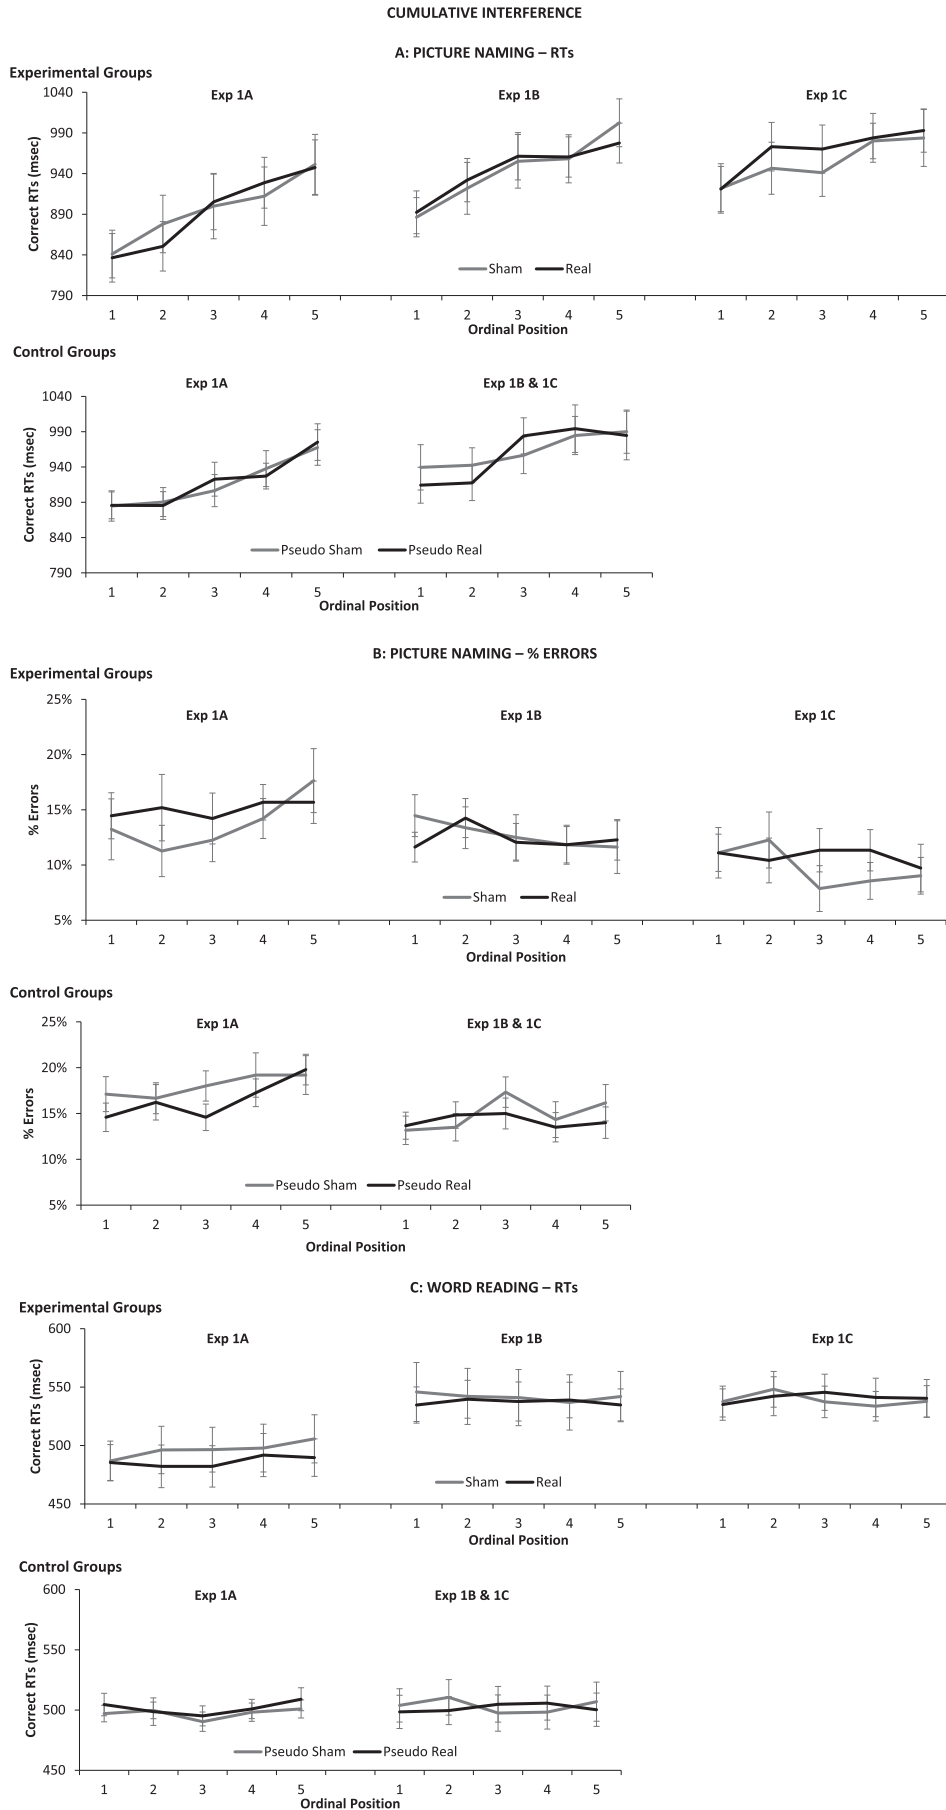 CUMULATIVE INTERFERENCE
A: PICTURE NAMING – RTs
Experimental Groups
Exp 1A
Exp 1B
Exp 1C
1040
990
940
890
840
790
Correct RTs (msec)
Sham
Real
1 2 3 4 5 1 2 3 4 5 1 2 3 4 5
Ordinal Position
Control Groups
Exp 1A
Exp 1B & 1C
1040
990
940
890
840
790
Correct RTs (msec)
Pseudo Sham
Pseudo Real
1 2 3 4 5 1 2 3 4 5
Ordinal Position
B: PICTURE NAMING – % ERRORS
Experimental Groups
Exp 1A
Exp 1B
Exp 1C
25%
20%
15%
10%
5%
% Errors
Sham
Real
1 2 3 4 5 1 2 3 4 5 1 2 3 4 5
Ordinal Position
Control Groups
Exp 1A
Exp 1B & 1C
25%
20%
15%
10%
5%
% Errors
Pseudo Sham
Pseudo Real
1 2 3 4 5 1 2 3 4 5
Ordinal Position
C: WORD READING – RTs
Experimental Groups
Exp 1A
Exp 1B
Exp 1C
600
550
500
450
Correct RTs (msec)
Sham
Real
1 2 3 4 5 1 2 3 4 5 1 2 3 4 5
Ordinal Position
Control Groups
Exp 1A
Exp 1B & 1C
600
550
500
450
Correct RTs (msec)
Pseudo Sham
Pseudo Real
1 2 3 4 5 1 2 3 4 5
Ordinal Position